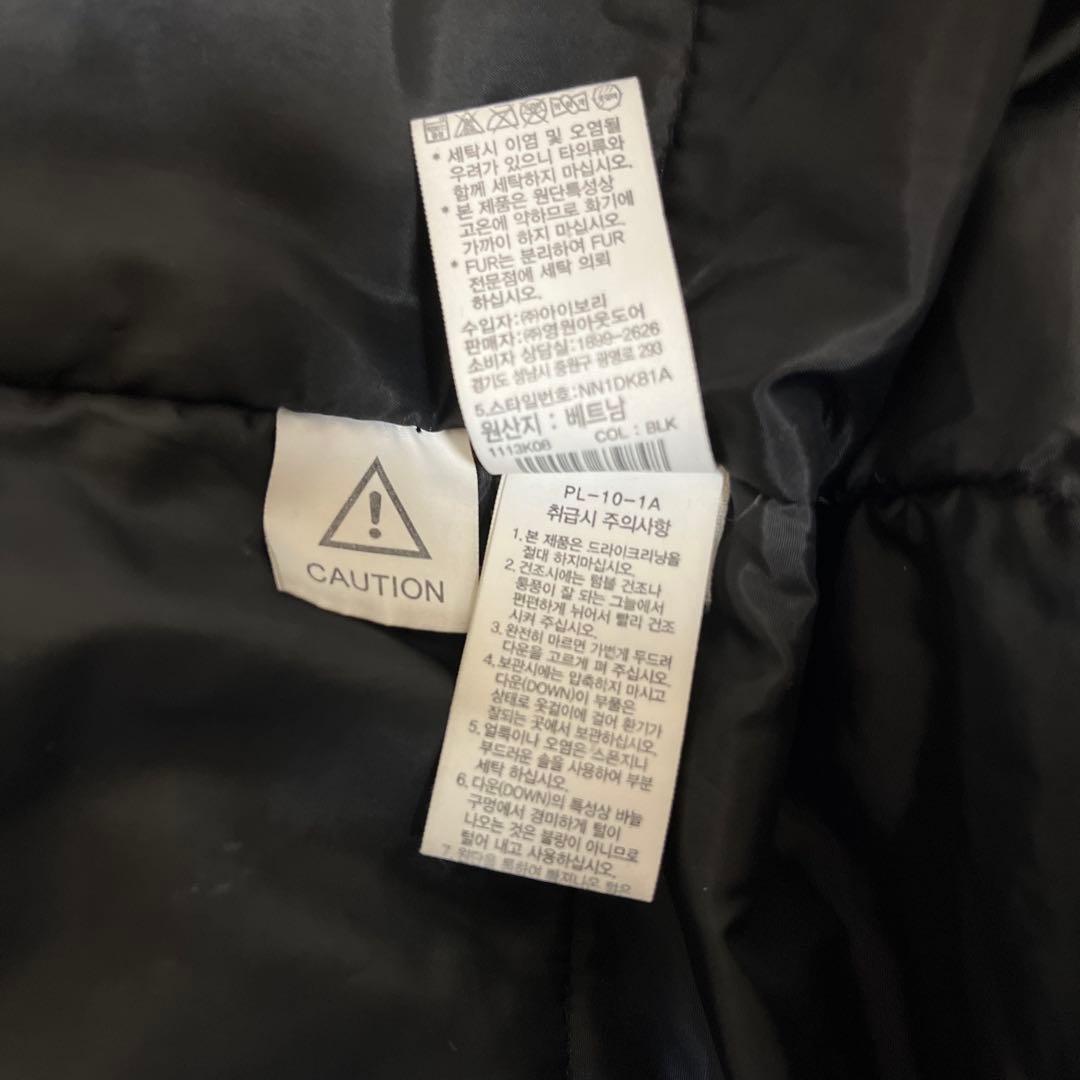 * 세탁시 이염 및 오염될
우려가 있으니 타의류와
함께 세탁하지 마십시오.
* 본 제품은 원단특성상
고온에 약하므로 화기에
가까이 하지 마십시오.
* FUR는 분리하여 FUR
전문점에 세탁 의뢰
하십시오.
수입자:㈜아이보리
판매자:㈜영원아웃도어
소비자 상담실:1899-2626
경기도 성남시 중원구 광명로 293
5.스타일번호:NN1DK81A
원산지 : 베트남
1113K08 COL : BLK
CAUTION
PL-10-1A
취급시 주의사항
1.본 제품은 드라이크리닝을
절대 하지마십시오.
2.건조시에는 텀블 건조나
통풍이 잘 되는 그늘에서
편편하게 뉘어서 빨리 건조
시켜 주십시오.
3.완전히 마르면 가볍게 두드려
다운을 고르게 펴 주십시오.
4.보관시에는 압축하지 마시고
다운(DOWN)이 부풀은
상태로 옷걸이에 걸어 환기가
잘되는 곳에서 보관하십시오.
5.얼룩이나 오염은 스폰지나
부드러운 솔을 사용하여 부분
세탁 하십시오.
6.다운(DOWN)의 특성상 바늘
구멍에서 경미하게 털이
나오는 것은 불량이 아니므로
털어 내고 사용하십시오.
7.원단을 통하여 빠져나온 털은